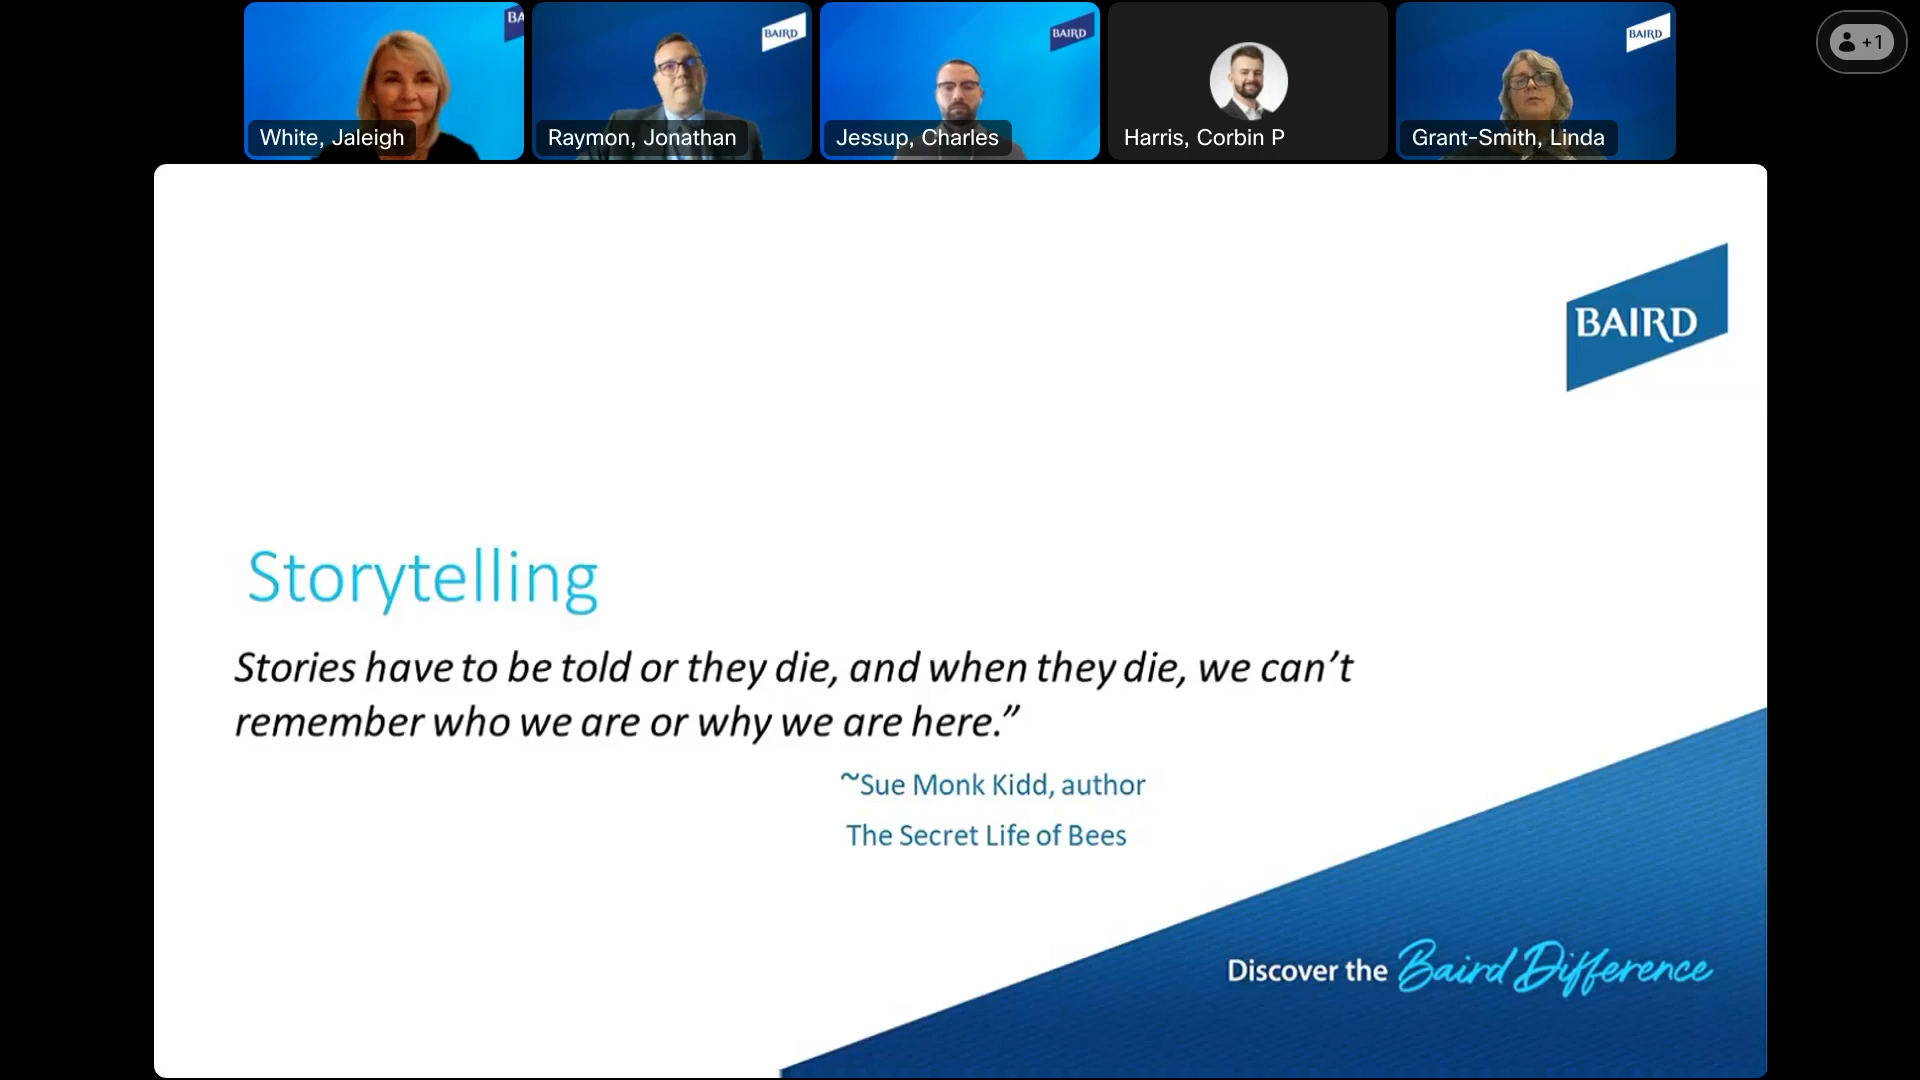 BA
BAIRD
BAIRD
BAIRD
+1
White, Jaleigh
Raymon, Jonathan
Jessup, Charles
Harris, Corbin P
Grant-Smith, Linda
BAIRD
Storytelling
Stories have to be told or they die, and when they die, we can’t
remember who we are or why we are here.”
~Sue Monk Kidd, author
The Secret Life of Bees
Discover the Baird Difference